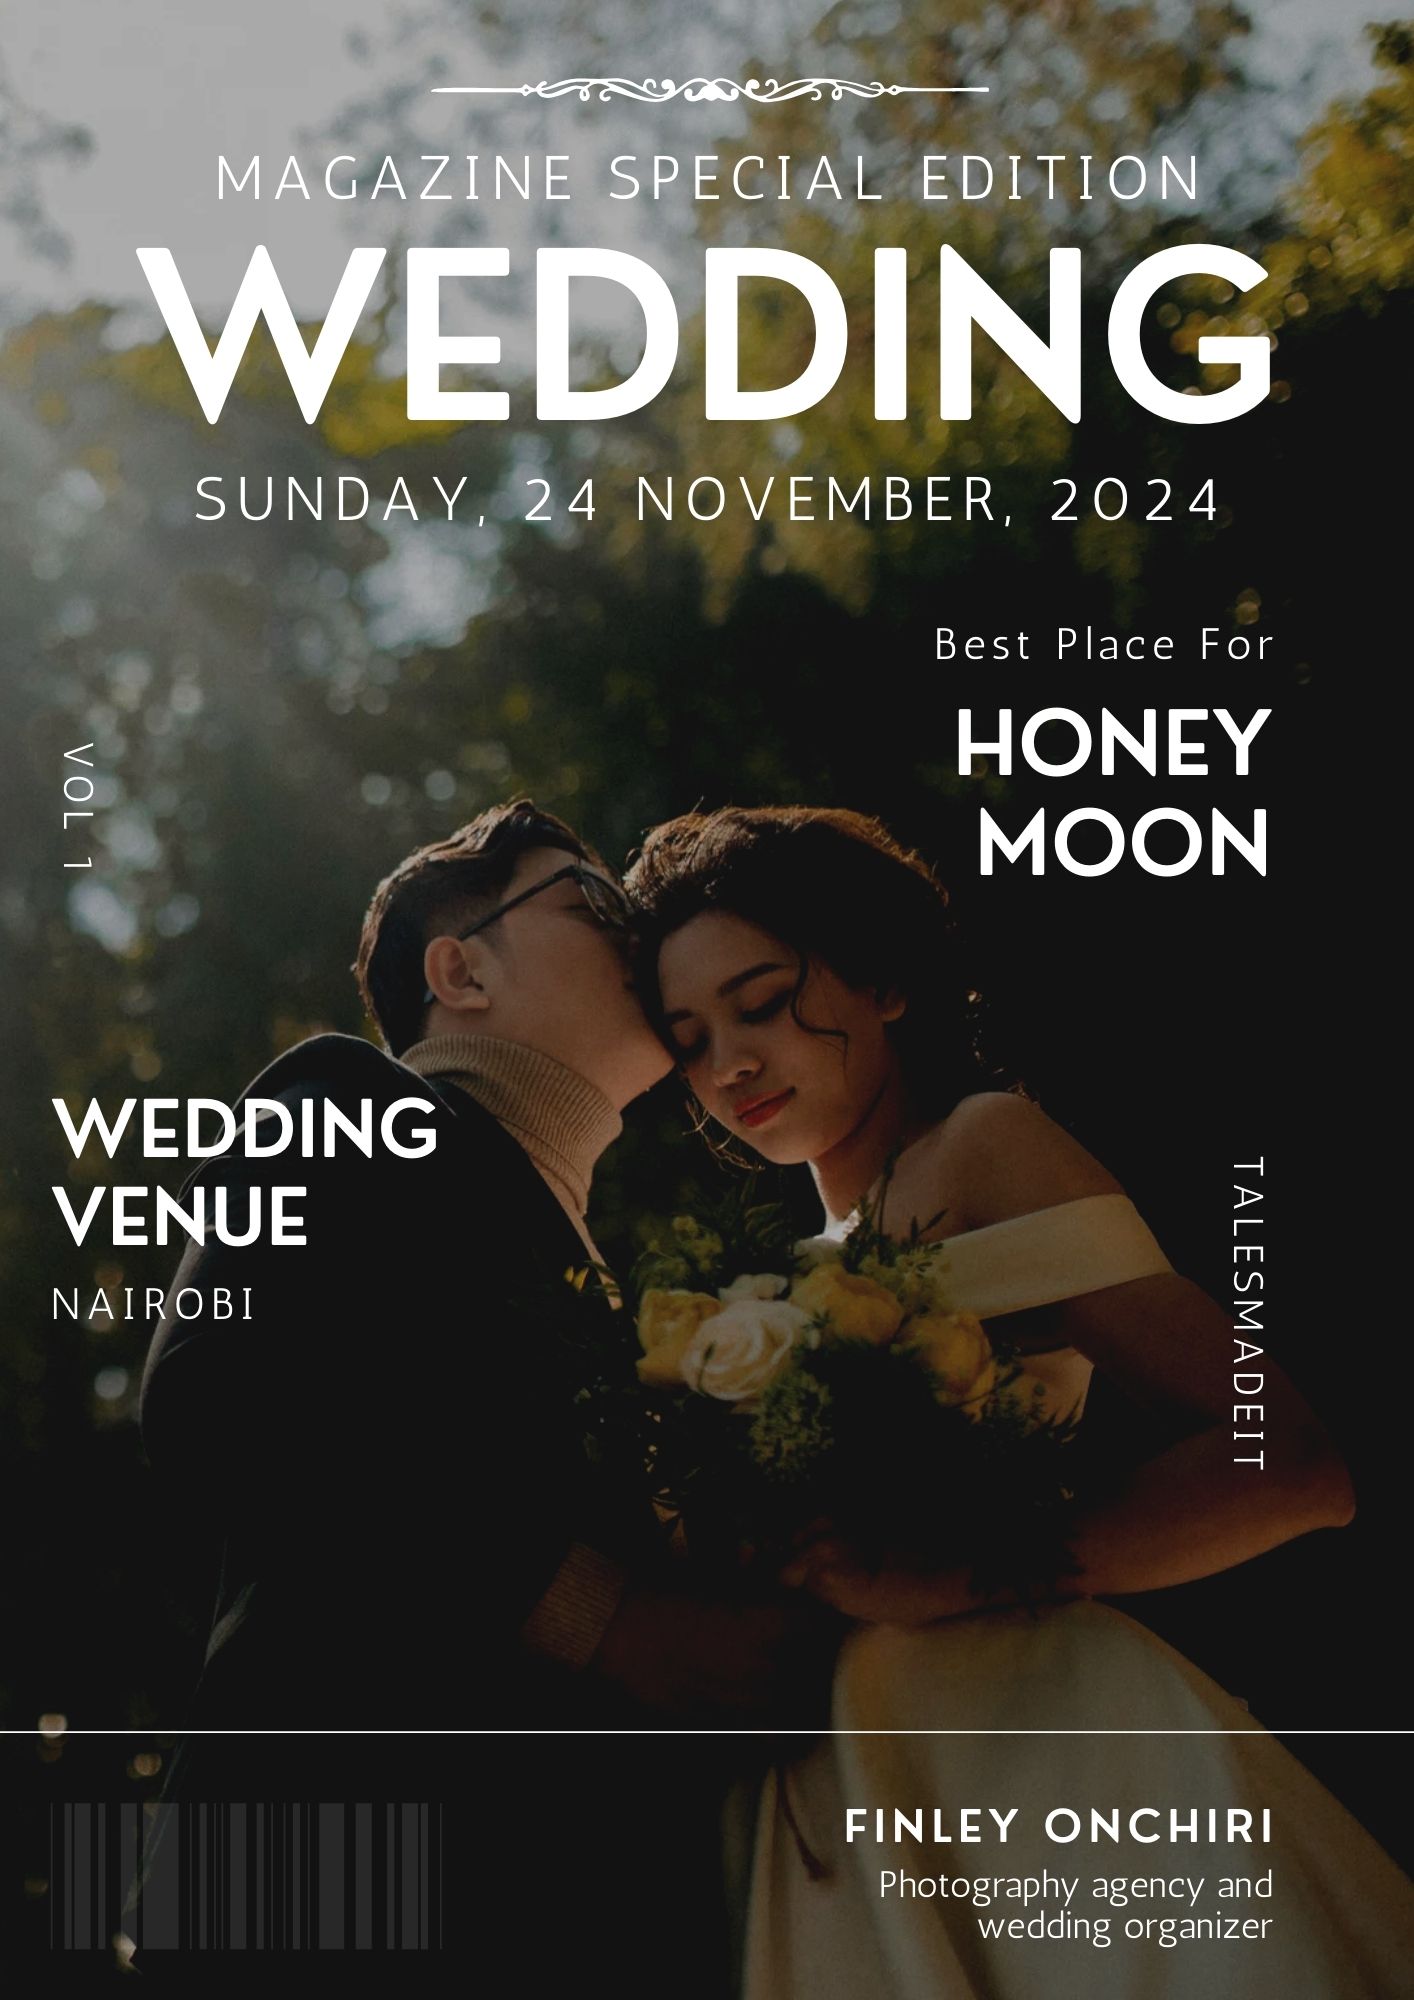 MAGAZINE SPECIAL EDITION
WEDDING
SUNDAY, 24 NOVEMBER, 2024
Best Place For
HONEY
MOON
VOL 1
WEDDING
VENUE
NAIROBI
TALESMADEIT
FINLEY ONCHIRI
Photography agency and
wedding organizer